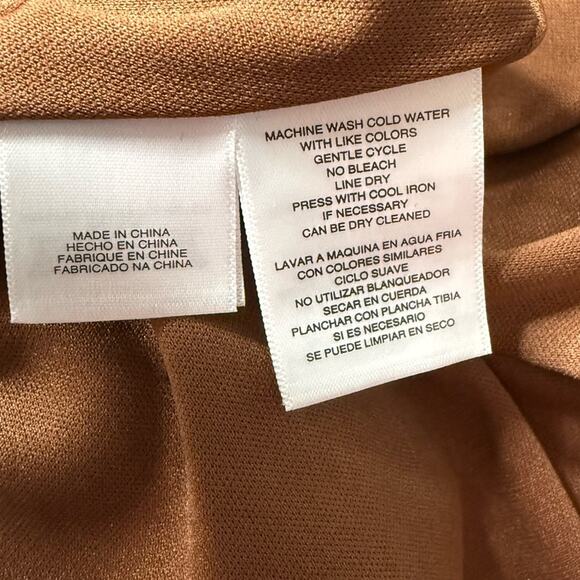 MADE IN CHINA
HECHO EN CHINA
FABRIQUE EN CHINE
FABRICADO NA CHINA
MACHINE WASH COLD WATER
WITH LIKE COLORS
GENTLE CYCLE
NO BLEACH
LINE DRY
PRESS WITH COOL IRON
IF NECESSARY
CAN BE DRY CLEANED
LAVAR A MAQUINA EN AGUA FRIA
CON COLORES SIMILARES
CICLO SUAVE
NO UTILIZAR BLANQUEADOR
SECAR EN CUERDA
PLANCHAR CON PLANCHA TIBIA
SI ES NECESARIO
SE PUEDE LIMPIAR EN SECO